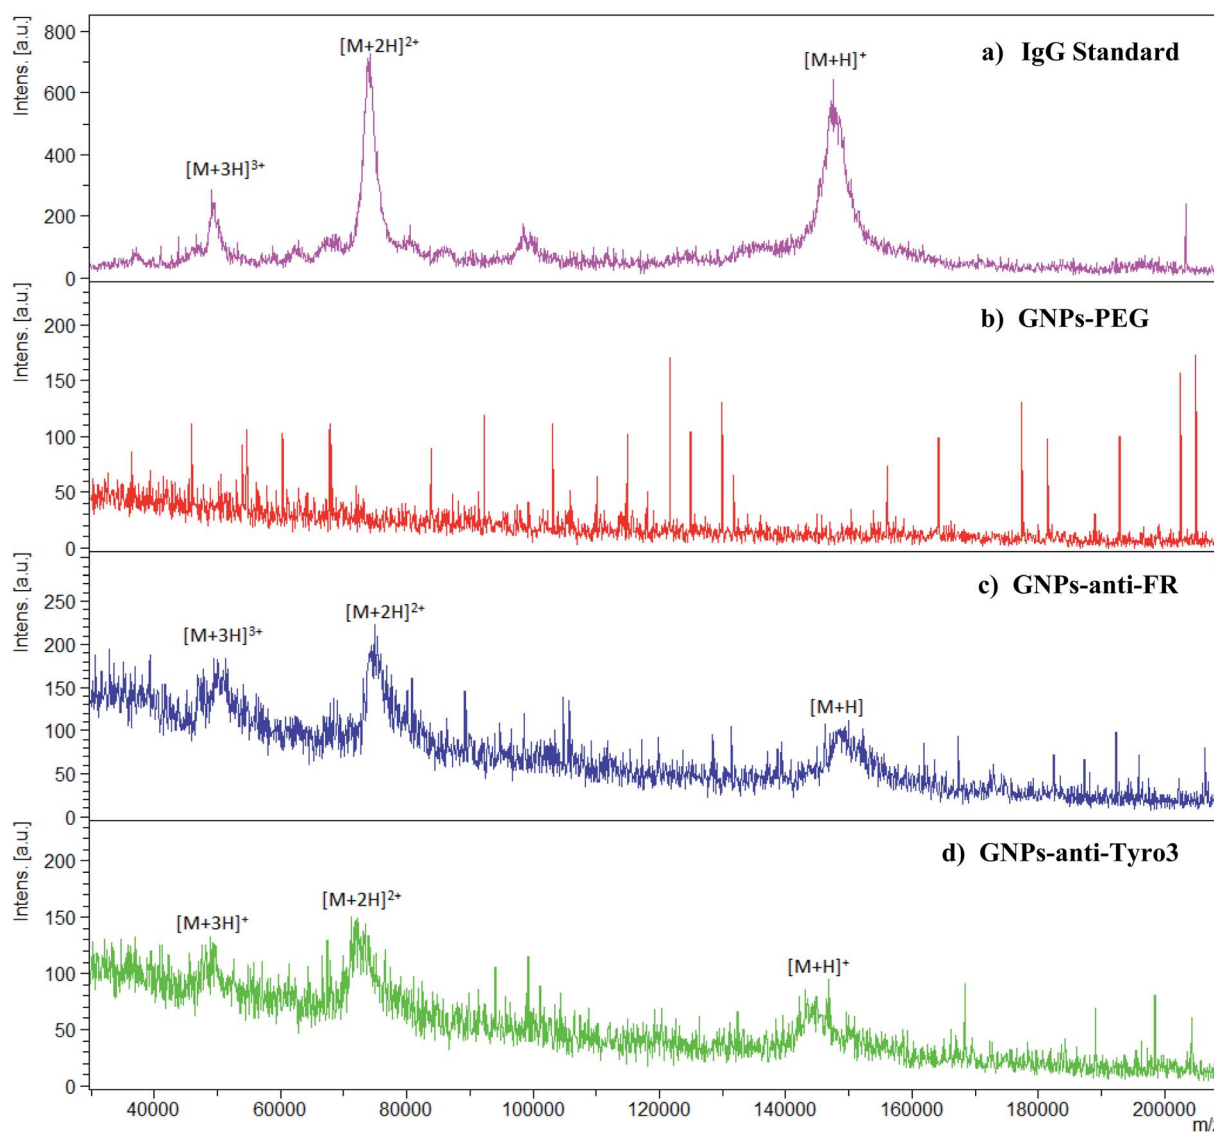 Intens. [a.u.]
800
600
400
200
0
[M+3H]³⁺
[M+2H]²⁺
[M+H]⁺
a) IgG Standard
Intens. [a.u.]
200
150
100
50
0
b) GNPs-PEG
Intens. [a.u.]
250
200
150
100
50
0
[M+3H]³⁺
[M+2H]²⁺
[M+H]
c) GNPs-anti-FR
Intens. [a.u.]
200
150
100
50
0
[M+3H]⁺
[M+2H]²⁺
[M+H]⁺
d) GNPs-anti-Tyro3
40000 60000 80000 100000 120000 140000 160000 180000 200000